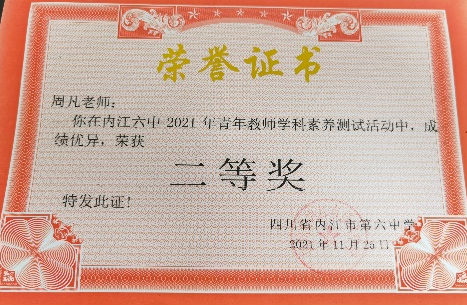 荣誉证书
周凡老师:
你在内江六中2021年青年教师学科素养测试活动中,成
绩优异,荣获
二等奖
特发此证!
四川省内江市第六中学
2021年11月25日